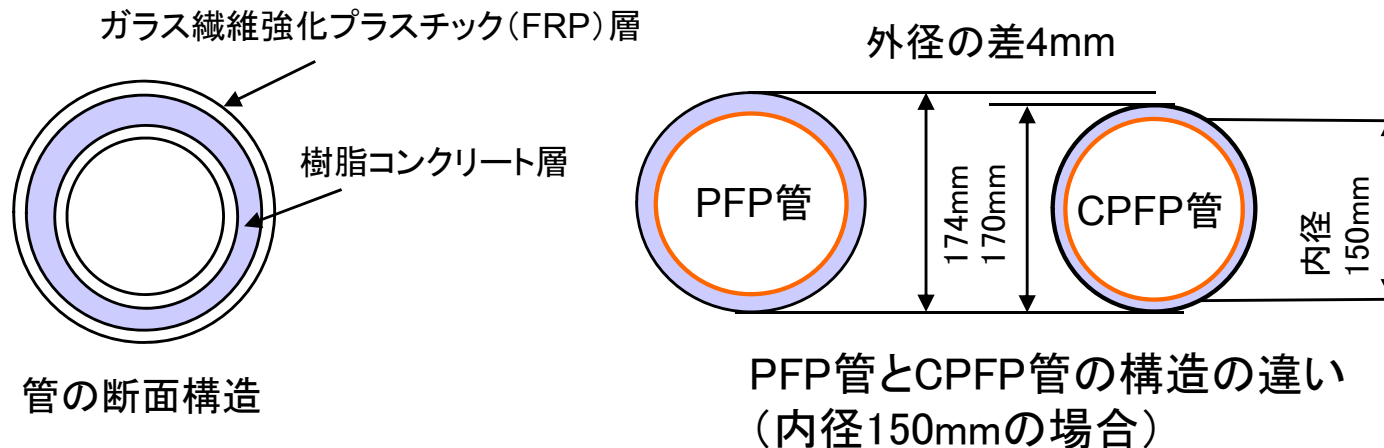 ガラス繊維強化プラスチック(FRP)層
樹脂コンクリート層
管の断面構造
外径の差4mm
PFP管
174mm
170mm
CPFP管
内径
150mm
PFP管とCPFP管の構造の違い
(内径150mmの場合)